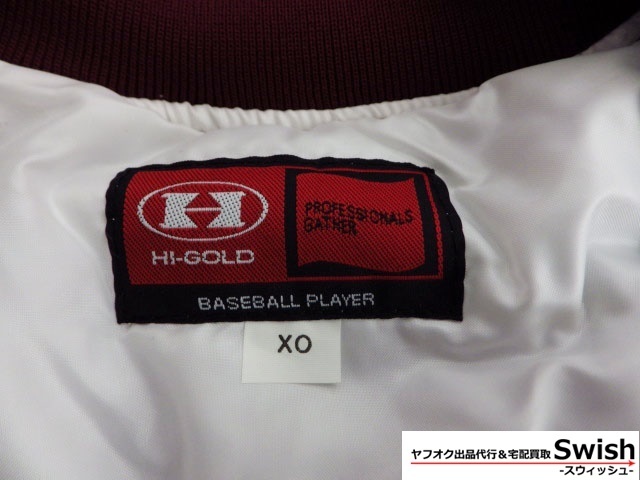 H
HI-GOLD
PROFESSIONALS
GATHER
BASEBALL PLAYER
XO
ヤフオク出品代行&宅配買取 Swish
-スウィッシュ-